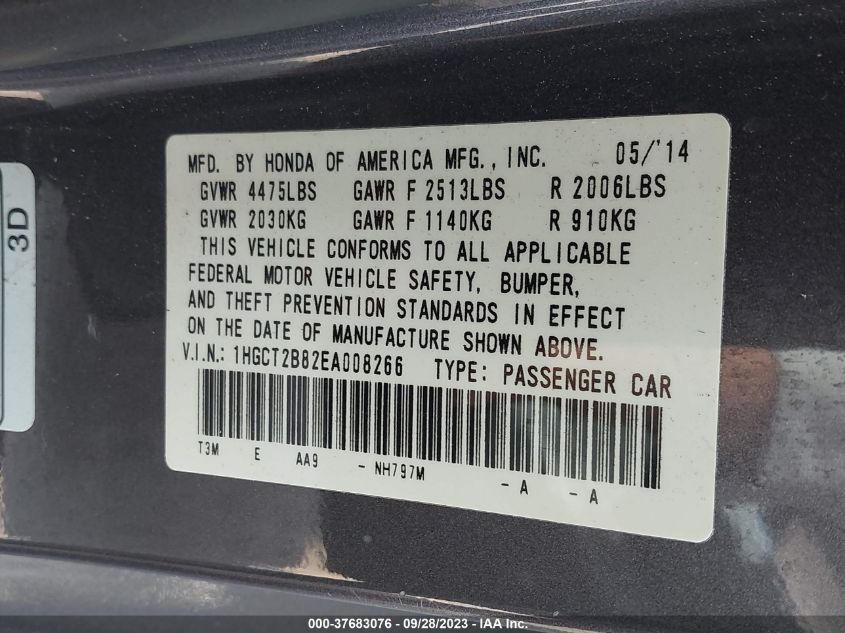 MFD. BY HONDA OF AMERICA MFG., INC. 05/'14
GVWR 4475LBS GAWR F 2513LBS R 2006LBS
GVWR 2030KG GAWR F 1140KG R 910KG
THIS VEHICLE CONFORMS TO ALL APPLICABLE
FEDERAL MOTOR VEHICLE SAFETY, BUMPER,
AND THEFT PREVENTION STANDARDS IN EFFECT
ON THE DATE OF MANUFACTURE SHOWN ABOVE.
V.I.N.: 1HGCT2B82EA008266 TYPE: PASSENGER CAR
T3M E AA9 - NH797M - A - A
3D
000-37683076 - 09/28/2023 - IAA Inc.